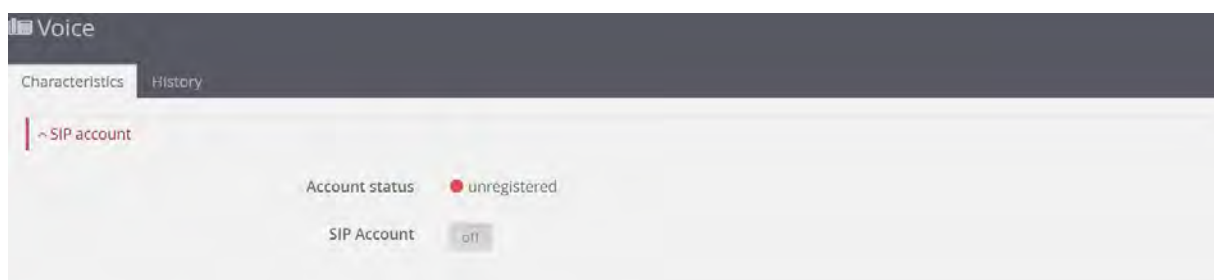 Voice
Characteristics History
SIP account
Account status unregistered
SIP Account off